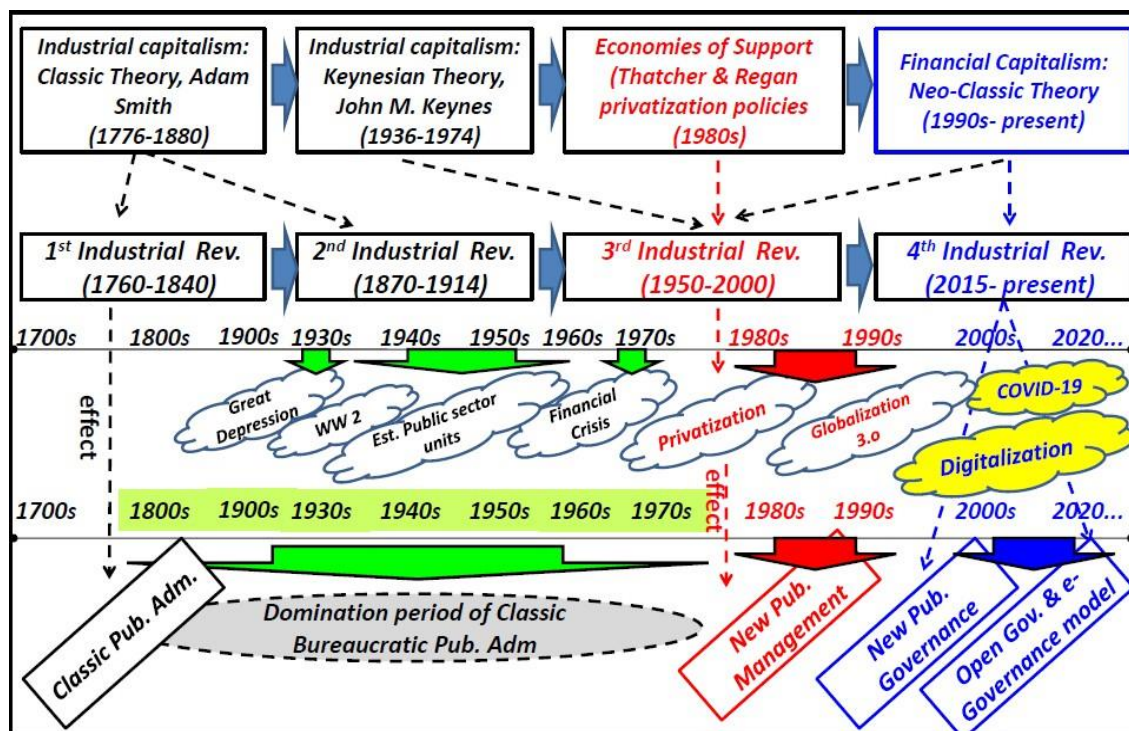 Industrial capitalism:
Classic Theory, Adam
Smith
(1776-1880)
Industrial capitalism:
Keynesian Theory,
John M. Keynes
(1936-1974)
Economies of Support
(Thatcher & Regan
privatization policies
(1980s)
Financial Capitalism:
Neo-Classic Theory
(1990s- present)
1st Industrial Rev.
(1760-1840)
2nd Industrial Rev.
(1870-1914)
3rd Industrial Rev.
(1950-2000)
4th Industrial Rev.
(2015- present)
1700s 1800s 1900s 1930s 1940s 1950s 1960s 1970s 1980s 1990s 2000s 2020...
effect
Great
Depression
WW 2
Est. Public sector
units
Financial
Crisis
Privatization
Globalization
3.o
COVID-19
Digitalization
effect
1700s 1800s 1900s 1930s 1940s 1950s 1960s 1970s 1980s 1990s 2000s 2020...
Classic Pub. Adm.
Domination period of Classic
Bureaucratic Pub. Adm
New Pub.
Management
New Pub.
Governance
Open Gov. & e-
Governance model